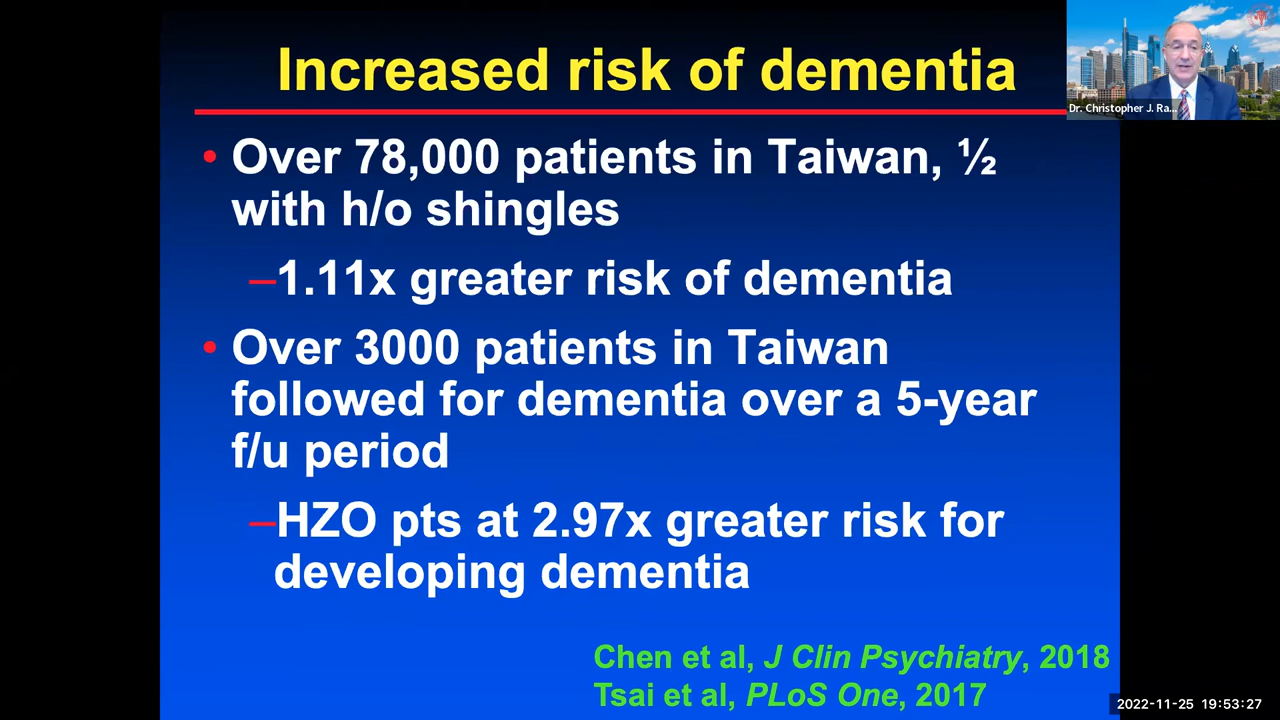 Increased risk of dementia
• Over 78,000 patients in Taiwan, ½
with h/o shingles
–1.11x greater risk of dementia
• Over 3000 patients in Taiwan
followed for dementia over a 5-year
f/u period
–HZO pts at 2.97x greater risk for
developing dementia
Chen et al, J Clin Psychiatry, 2018
Tsai et al, PLoS One, 2017
Dr. Christopher J. Ra...
2022-11-25 19:53:27